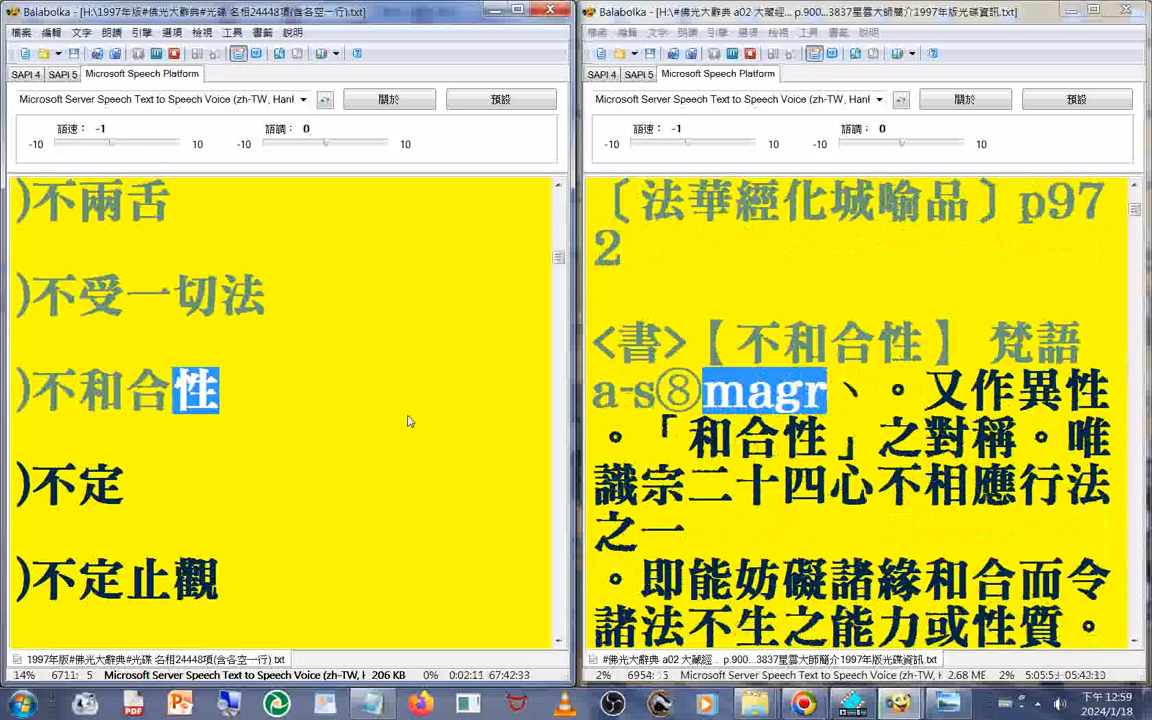 Balabolka - [H:\1997年版#佛光大辭典#光碟 名相24448項(含各空一行).txt]
檔案 編輯 文字 朗讀 引擎 選項 檢視 工具 書籤 說明
SAPI 4 SAPI 5 Microsoft Speech Platform
Microsoft Server Speech Text to Speech Voice (zh-TW, Hanl
關於 預設
語速： -1 語調： 0
-10 10 -10 10
)不兩舌
)不受一切法
)不和合性
)不定
)不定止觀
1997年版#佛光大辭典#光碟 名相24448項(含各空一行).txt
14% 6711: 5 Microsoft Server Speech Text to Speech Voice (zh-TW, H 206 KB 0% 0:02:11 67:42:33
Balabolka - [H:\#佛光大辭典 a02 大藏經... p.900...3837星雲大師簡介1997年版光碟資訊.txt]
檔案 編輯 文字 朗讀 引擎 選項 檢視 工具 書籤 說明
SAPI 4 SAPI 5 Microsoft Speech Platform
Microsoft Server Speech Text to Speech Voice (zh-TW, Hanl
關於 預設
語速： -1 語調： 0
-10 10 -10 10
〔法華經化城喻品〕p97
2
<書>【不和合性】 梵語
a-s⑧magr丶。又作異性
。「和合性」之對稱。唯
識宗二十四心不相應行法
之一
。即能妨礙諸緣和合而令
諸法不生之能力或性質。
#佛光大辭典 a02 大藏經... p.900...3837星雲大師簡介1997年版光碟資訊.txt
2% Microsoft Server Speech Text to Speech Voice (zh-TW, H 2.68 ME 2%
下午 12:59
2024/1/18